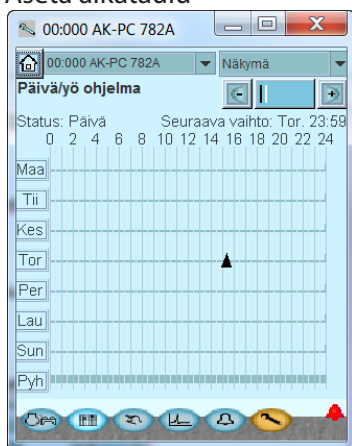 Aseta aikataulu
00:000 AK-PC 782A
00:000 AK-PC 782A Näkymä
Päivä/yö ohjelma
Status: Päivä Seuraava vaihto: Tor. 23:59
0 2 4 6 8 10 12 14 16 18 20 22 24
Maa
Tii
Kes
Tor
Per
Lau
Sun
Pyh